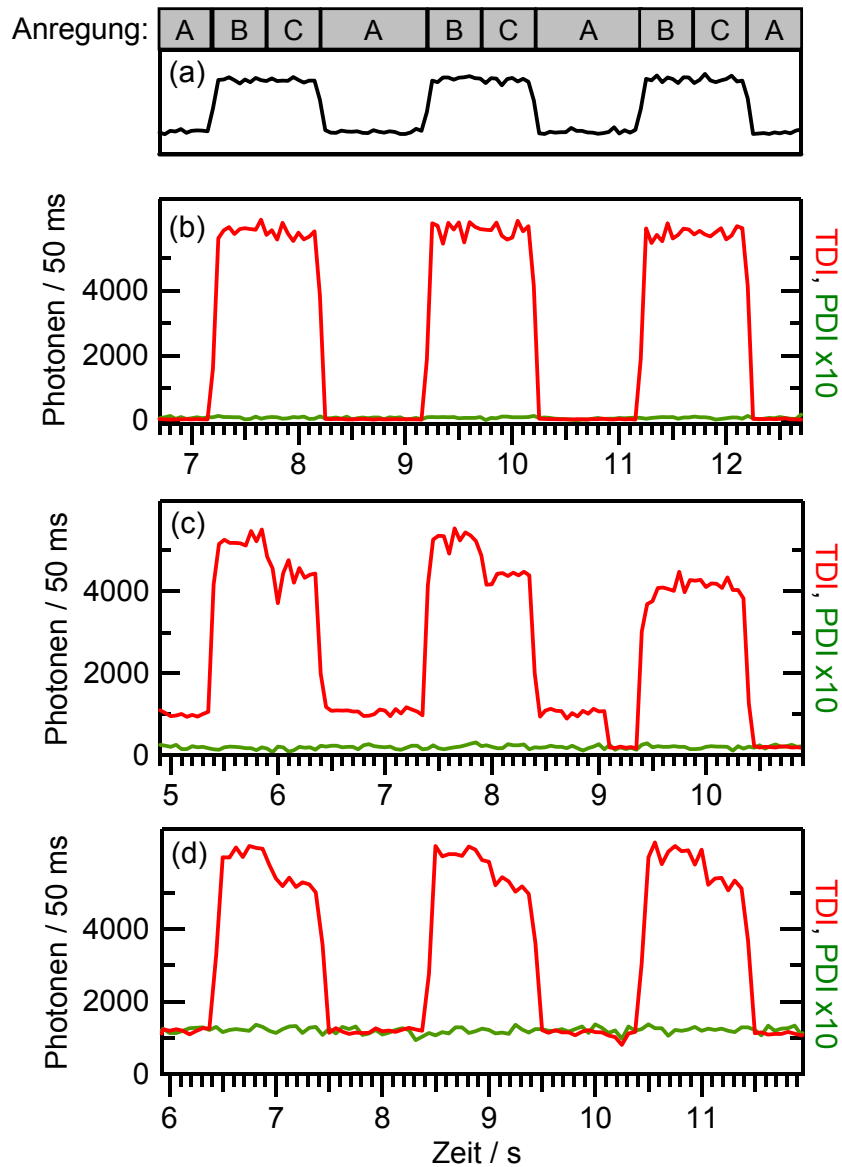 Anregung: A B C A B C A B C A
(a)
(b)
Photonen / 50 ms
4000
2000
0
TDI, PDI x10
7 8 9 10 11 12
(c)
Photonen / 50 ms
4000
2000
0
TDI, PDI x10
5 6 7 8 9 10
(d)
Photonen / 50 ms
4000
2000
0
TDI, PDI x10
6 7 8 9 10 11
Zeit / s